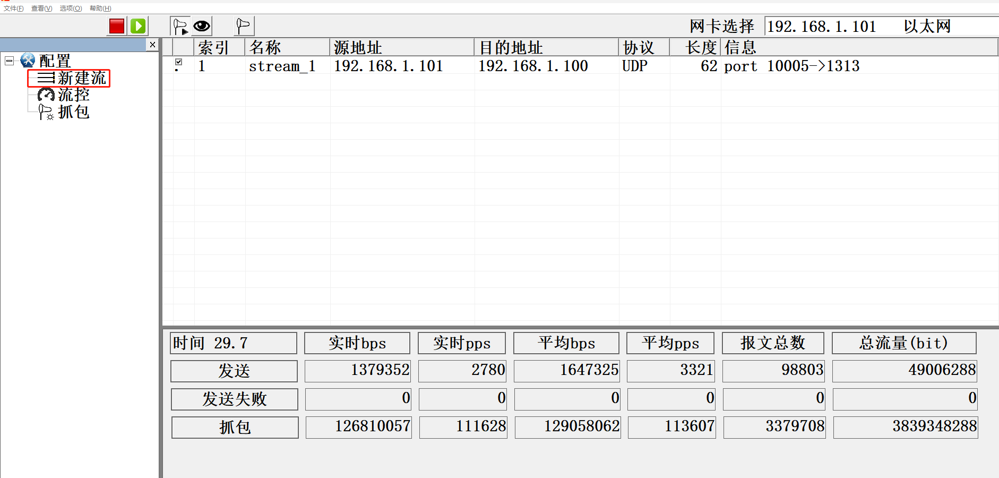 文件(F) 查看(V) 选项(O) 帮助(H)
网卡选择 192.168.1.101 以太网
配置
新建流
流控
抓包
索引 名称 源地址 目的地址 协议 长度 信息
1 stream_1 192.168.1.101 192.168.1.100 UDP 62 port 10005->1313
时间 29.7 实时bps 实时pps 平均bps 平均pps 报文总数 总流量(bit)
发送 1379352 2780 1647325 3321 98803 49006288
发送失败 0 0 0 0 0 0
抓包 126810057 111628 129058062 113607 3379708 3839348288